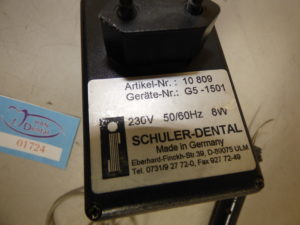 Artikel-Nr.: 10 809
Geräte-Nr.: G5 -1501
230V 50/60Hz 8W
SCHULER-DENTAL
Made in Germany
Eberhard-Finckh-Str.39, D-89075 ULM
Tel. 0731/9 27 72-0, Fax 927 72-49
Dental
01724